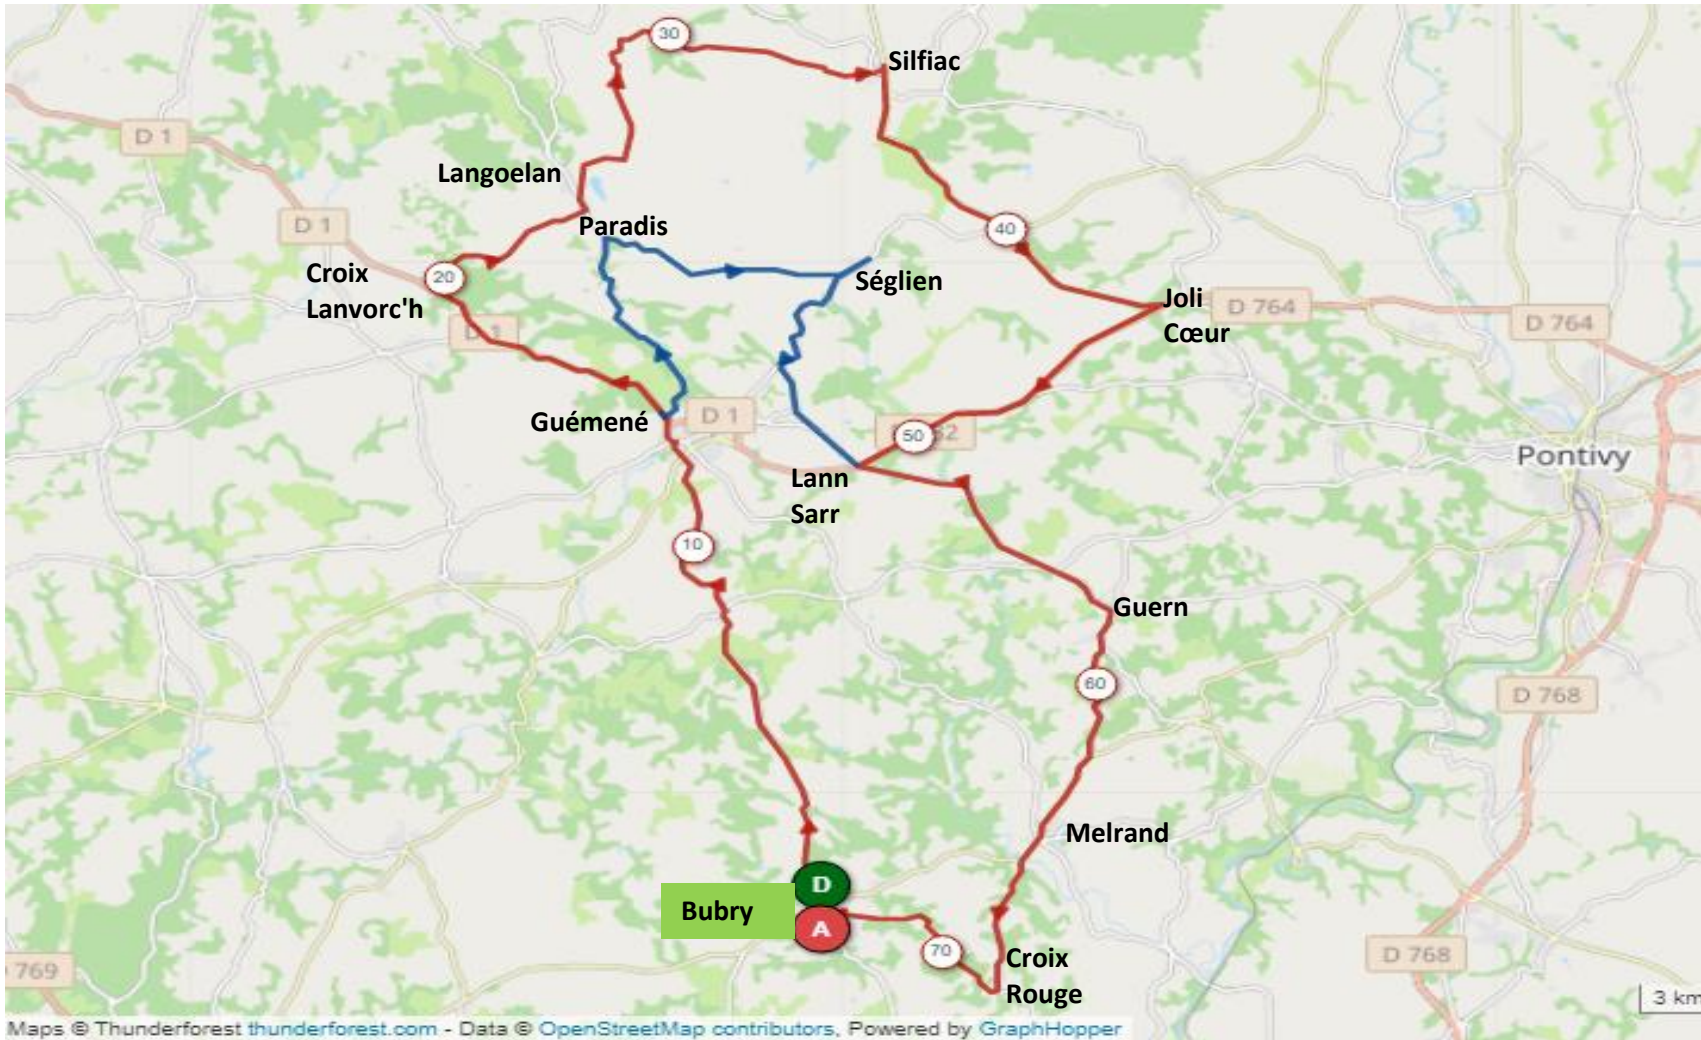 30
Silfiac
D 1
Langoelan
D 1
Paradis
40
Croix
Lanvorc'h
20
Séglien
Joli
Cœur
D 764
D 764
D 1
Guémené
D 1
50
Pontivy
Lann
Sarr
10
Guern
60
D 768
Melrand
D
Bubry
A
70
Croix
Rouge
D 768
769
3 km
Maps © Thunderforest thunderforest.com - Data © OpenStreetMap contributors, Powered by GraphHopper